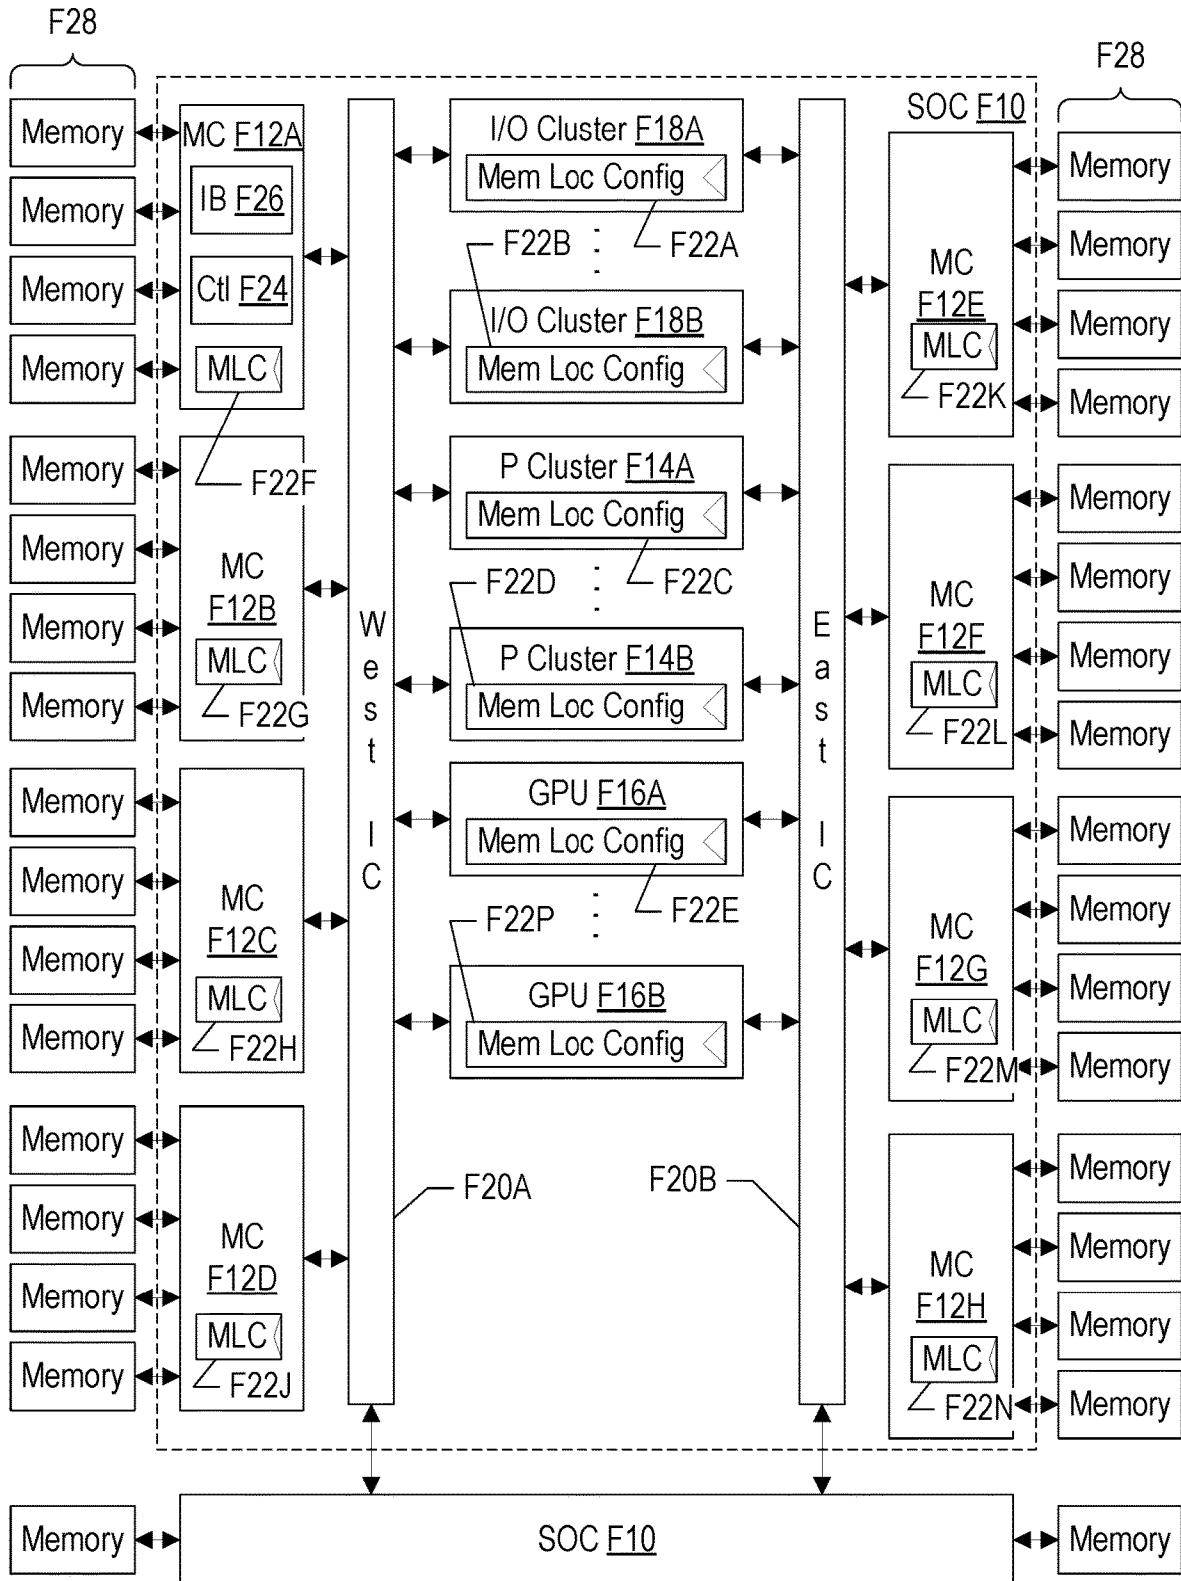 F28
F28
SOC F10
Memory
Memory
Memory
Memory
MC F12A
IB F26
Ctl F24
MLC
F22F
Memory
Memory
Memory
Memory
MC
F12B
MLC
F22G
Memory
Memory
Memory
Memory
MC
F12C
MLC
F22H
Memory
Memory
Memory
Memory
MC
F12D
MLC
F22J
West IC
F20A
I/O Cluster F18A
Mem Loc Config
F22B
F22A
I/O Cluster F18B
Mem Loc Config
P Cluster F14A
Mem Loc Config
F22D
F22C
P Cluster F14B
Mem Loc Config
GPU F16A
Mem Loc Config
F22P
F22E
GPU F16B
Mem Loc Config
East IC
F20B
MC
F12E
MLC
F22K
Memory
Memory
Memory
Memory
MC
F12F
MLC
F22L
Memory
Memory
Memory
Memory
MC
F12G
MLC
F22M
Memory
Memory
Memory
Memory
MC
F12H
MLC
F22N
Memory
Memory
Memory
Memory
Memory
SOC F10
Memory